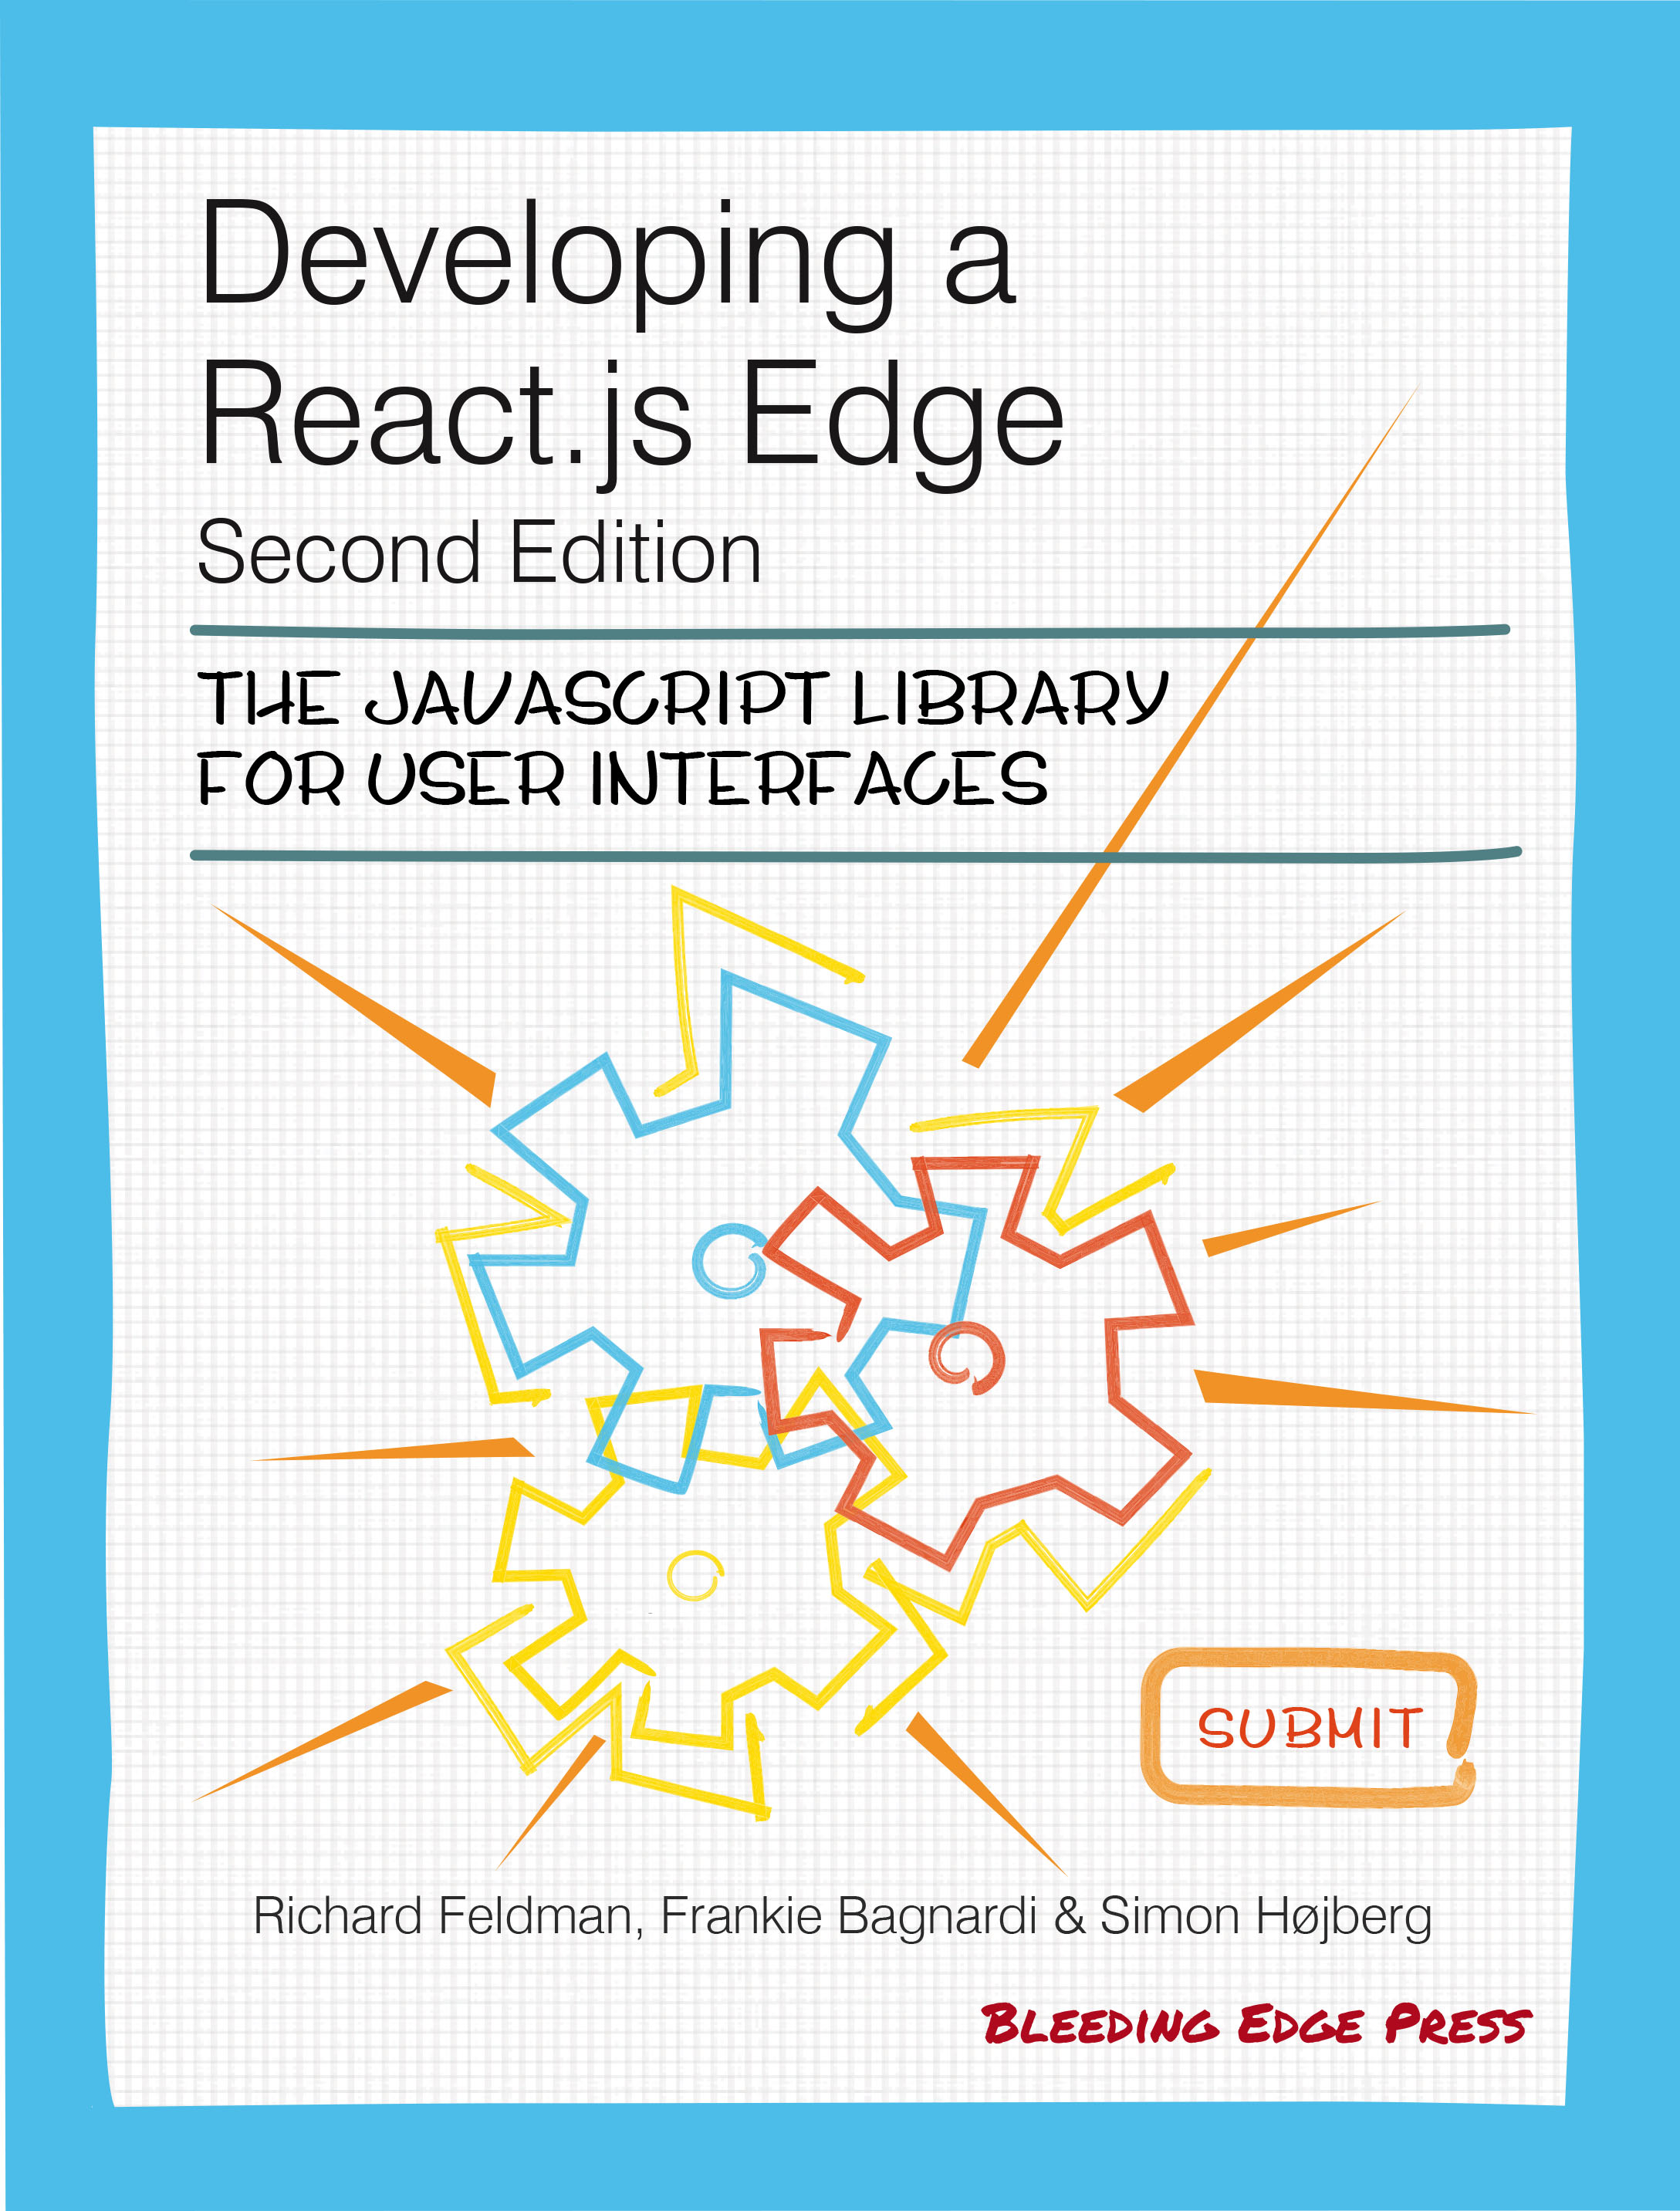 Developing a
React.js Edge
Second Edition
THE JAVASCRIPT LIBRARY
FOR USER INTERFACES
SUBMIT
Richard Feldman, Frankie Bagnardi & Simon Højberg
BLEEDING EDGE PRESS